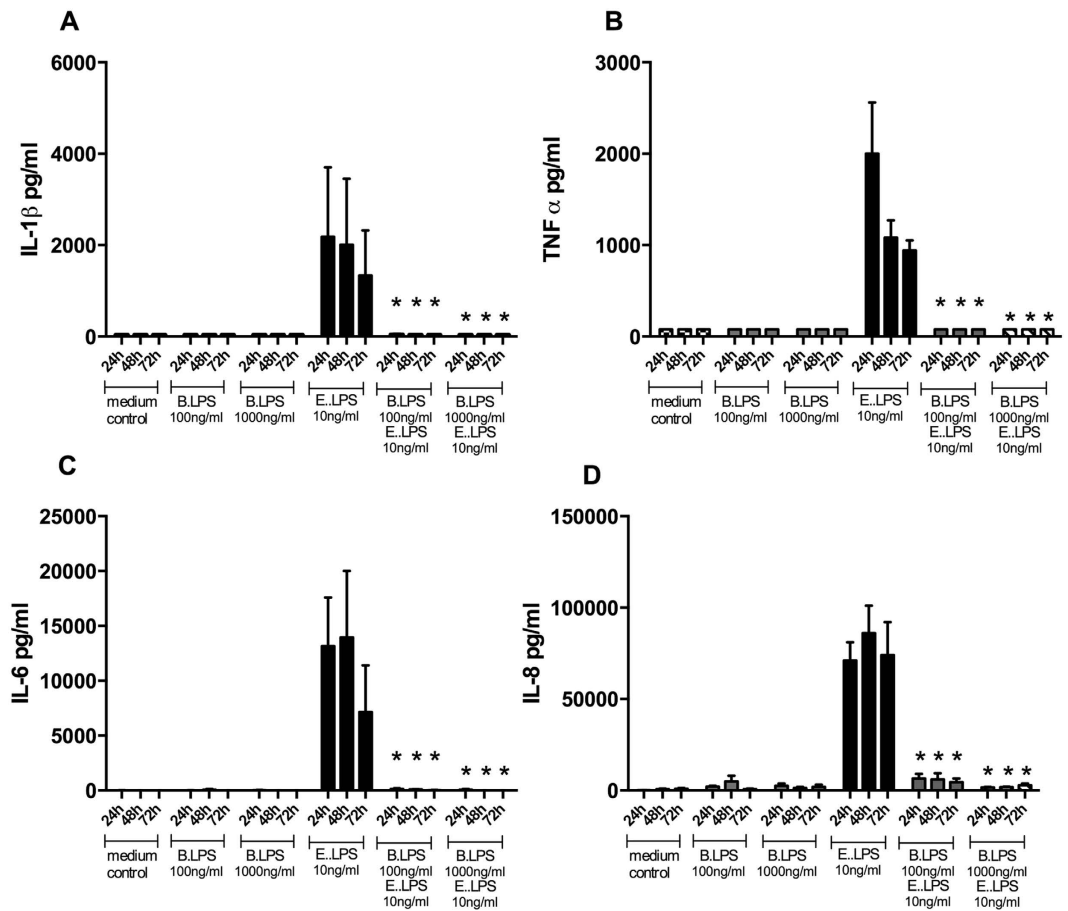 A
IL-1β pg/ml
6000
4000
2000
0
* * * * * *
24h 48h 72h 24h 48h 72h 24h 48h 72h 24h 48h 72h 24h 48h 72h 24h 48h 72h
medium control
B.LPS
100ng/ml
B.LPS
1000ng/ml
E..LPS
10ng/ml
B.LPS
100ng/ml
E..LPS
10ng/ml
B.LPS
1000ng/ml
E..LPS
10ng/ml
B
TNF α pg/ml
3000
2000
1000
0
* * * * * *
24h 48h 72h 24h 48h 72h 24h 48h 72h 24h 48h 72h 24h 48h 72h 24h 48h 72h
medium
control
B.LPS
100ng/ml
B.LPS
1000ng/ml
E..LPS
10ng/ml
B.LPS
100ng/ml
E..LPS
10ng/ml
B.LPS
1000ng/ml
E..LPS
10ng/ml
C
IL-6 pg/ml
25000
20000
15000
10000
5000
0
* * * * * *
24h 48h 72h 24h 48h 72h 24h 48h 72h 24h 48h 72h 24h 48h 72h 24h 48h 72h
medium
control
B.LPS
100ng/ml
B.LPS
1000ng/ml
E..LPS
10ng/ml
B.LPS
100ng/ml
E..LPS
10ng/ml
B.LPS
1000ng/ml
E..LPS
10ng/ml
D
IL-8 pg/ml
150000
100000
50000
0
* * * * * *
24h 48h 72h 24h 48h 72h 24h 48h 72h 24h 48h 72h 24h 48h 72h 24h 48h 72h
medium
control
B.LPS
100ng/ml
B.LPS
1000ng/ml
E..LPS
10ng/ml
B.LPS
100ng/ml
E..LPS
10ng/ml
B.LPS
1000ng/ml
E..LPS
10ng/ml